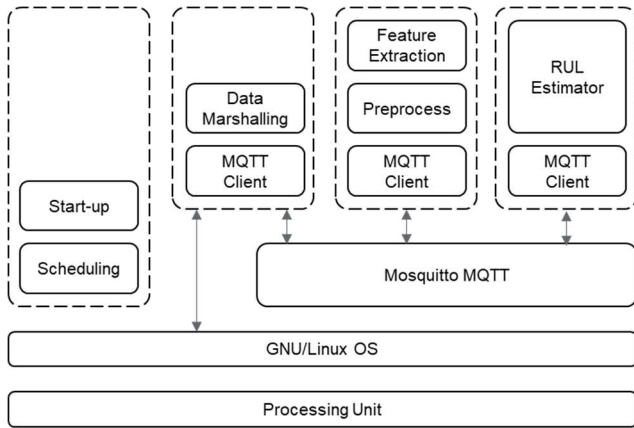 Start-up
Scheduling
Data
Marshalling
MQTT
Client
Feature
Extraction
Preprocess
MQTT
Client
RUL
Estimator
MQTT
Client
Mosquitto MQTT
GNU/Linux OS
Processing Unit